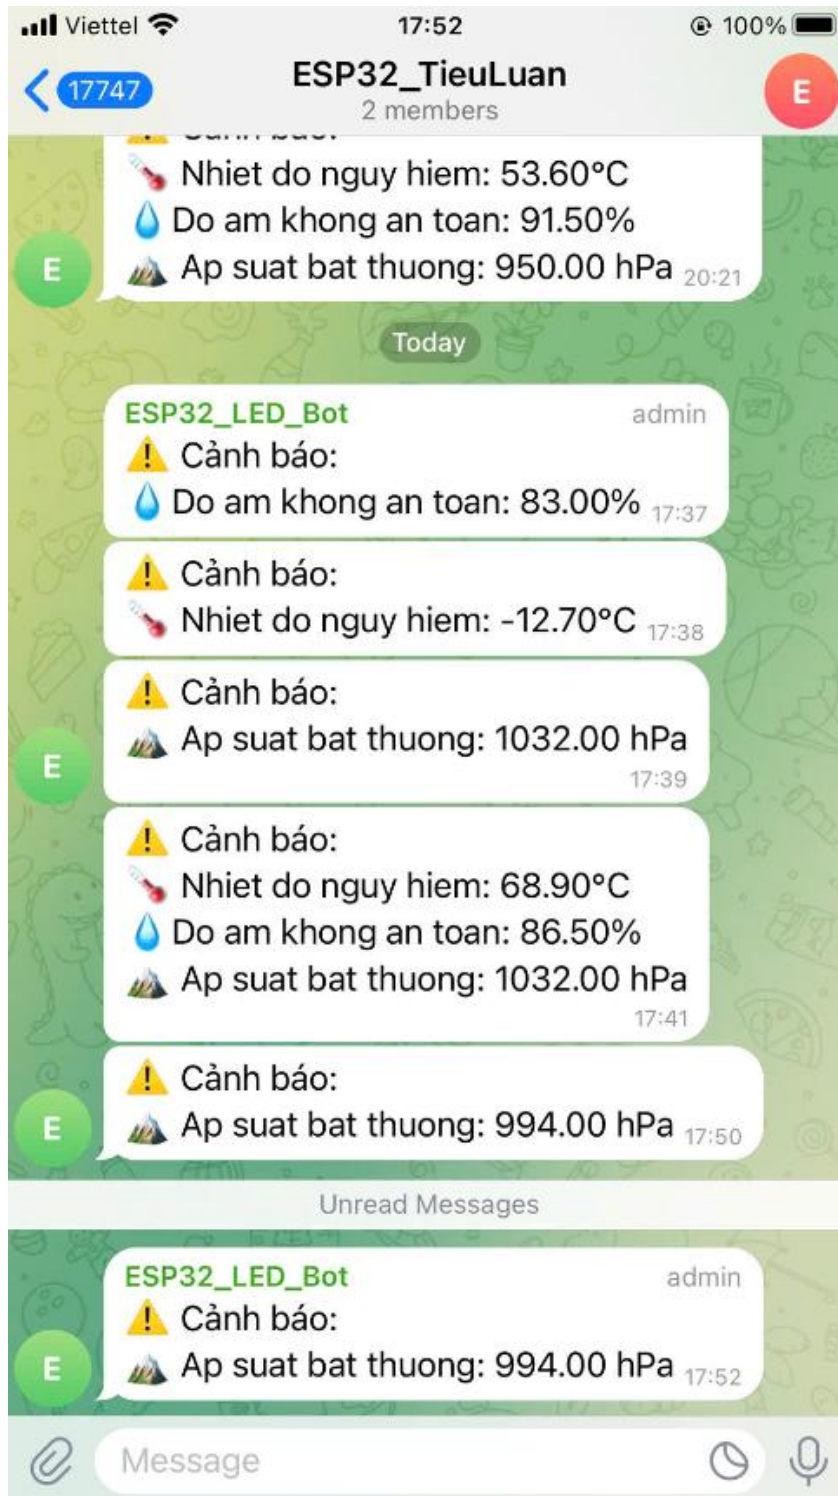 Viettel 17:52 100%
17747 ESP32_TieuLuan E
2 members
Nhiet do nguy hiem: 53.60°C
Do am khong an toan: 91.50%
E Ap suat bat thuong: 950.00 hPa 20:21
Today
ESP32_LED_Bot admin
Cảnh báo:
Do am khong an toan: 83.00% 17:37
Cảnh báo:
Nhiet do nguy hiem: -12.70°C 17:38
Cảnh báo:
Ap suat bat thuong: 1032.00 hPa
E 17:39
Cảnh báo:
Nhiet do nguy hiem: 68.90°C
Do am khong an toan: 86.50%
Ap suat bat thuong: 1032.00 hPa
17:41
Cảnh báo:
E Ap suat bat thuong: 994.00 hPa 17:50
Unread Messages
ESP32_LED_Bot admin
Cảnh báo:
E Ap suat bat thuong: 994.00 hPa 17:52
Message